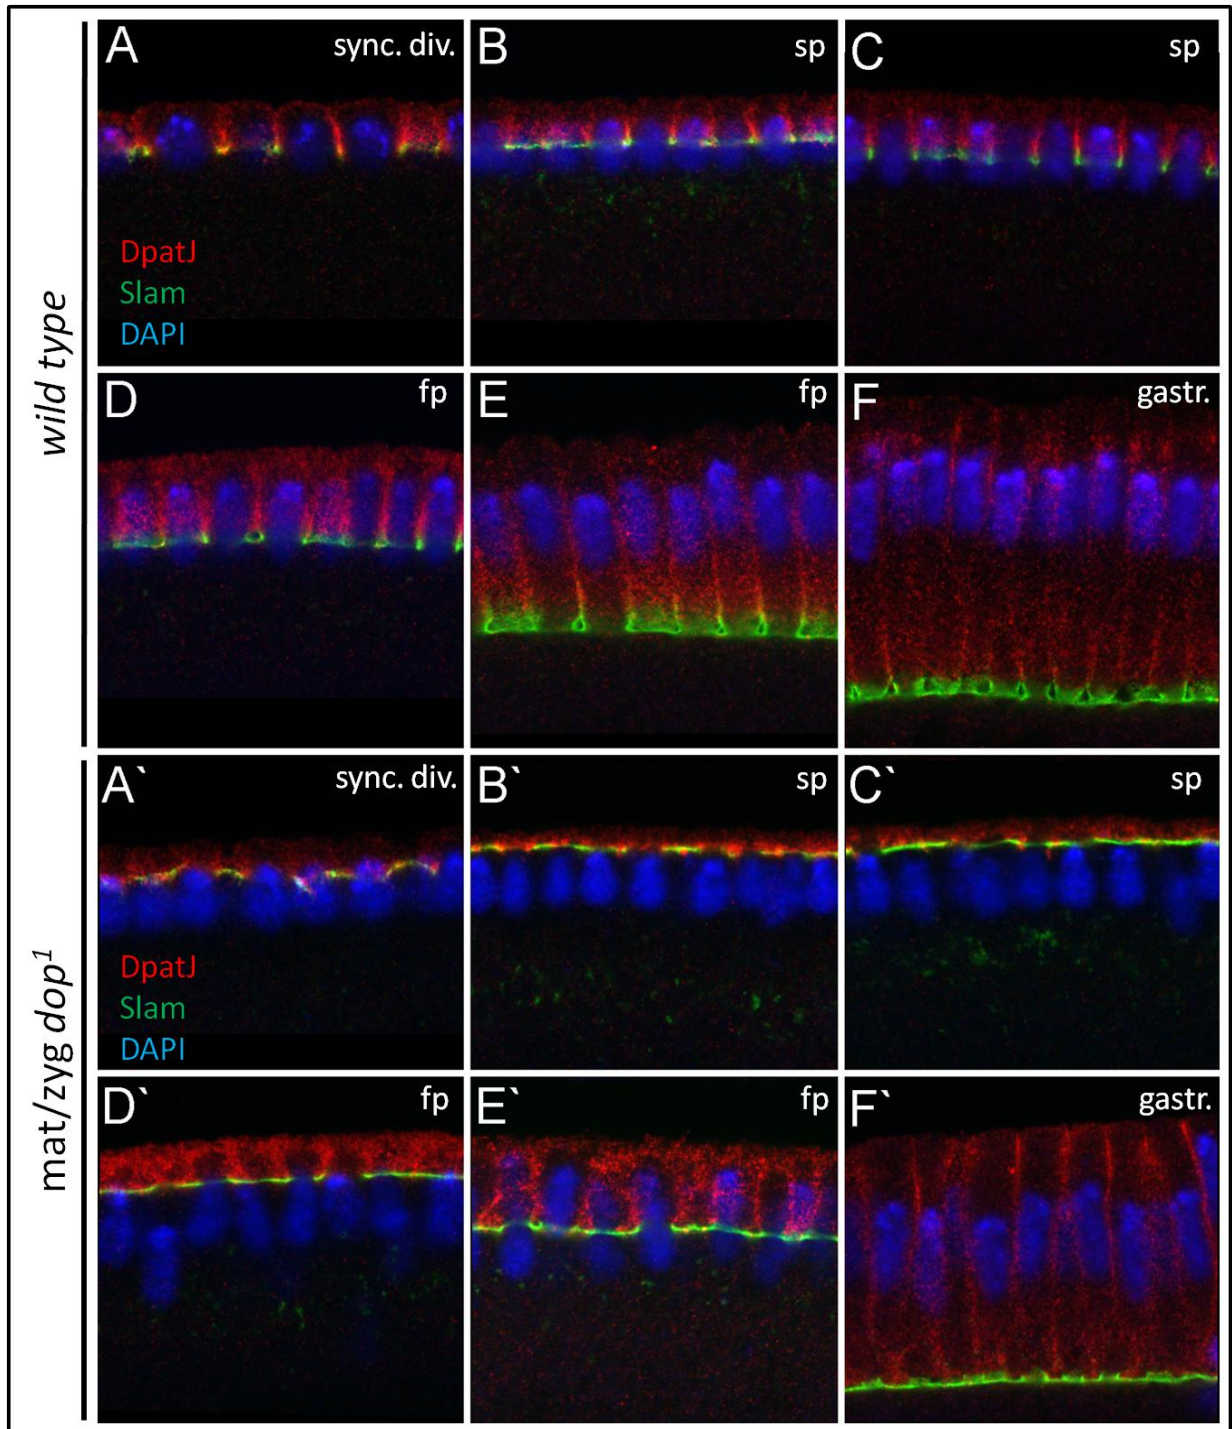 wild type
A sync. div.
DpatJ
Slam
DAPI
B sp
C sp
D fp
E fp
F gastr.
mat/zyg dop¹
A` sync. div.
DpatJ
Slam
DAPI
B` sp
C` sp
D` fp
E` fp
F` gastr.